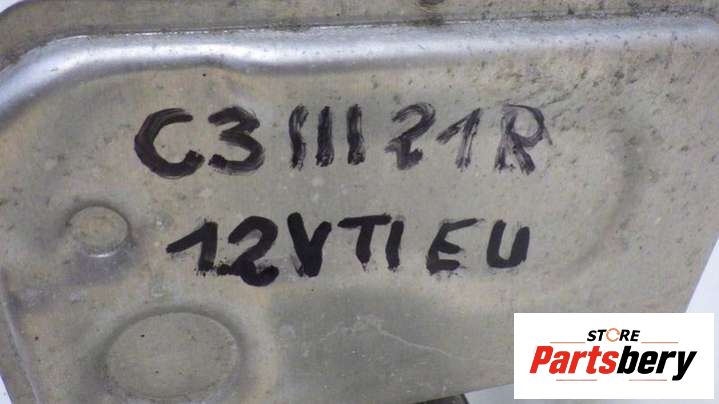 C3 III 21R
12VTI EU
STORE
Partsbery